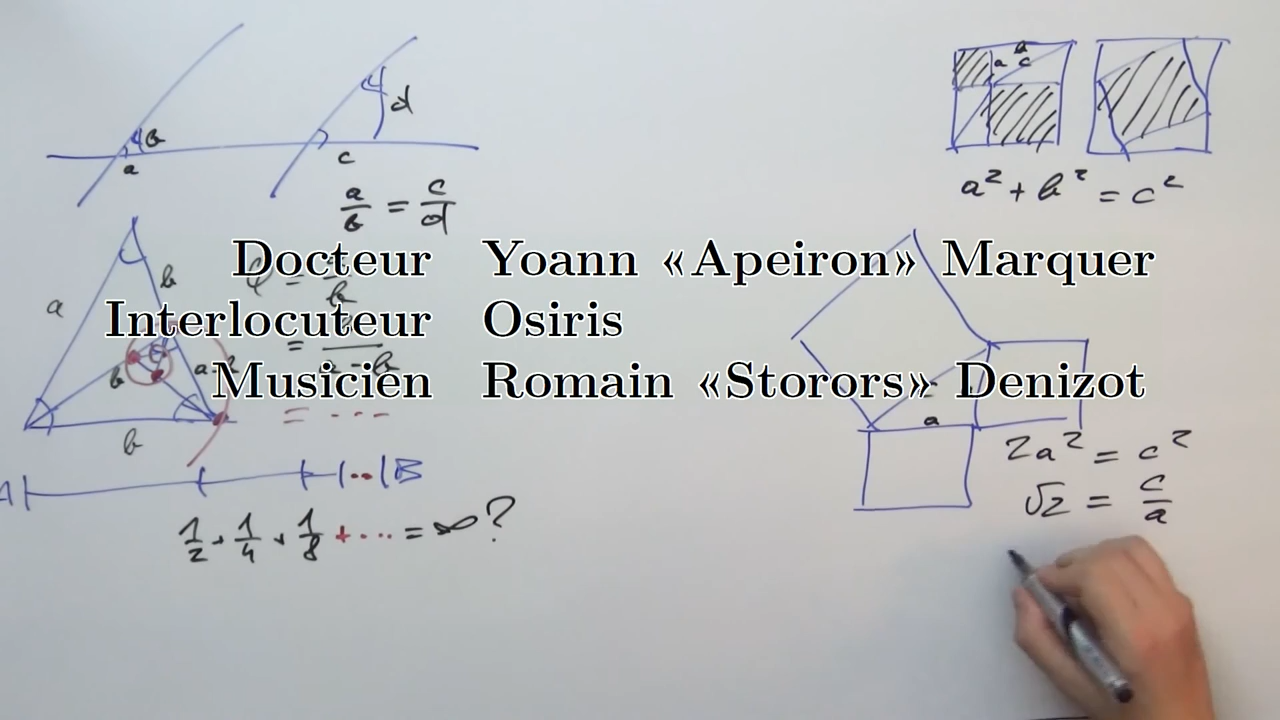 a b c d
a/b = c/d
a c
a² + b² = c²
Docteur Yoann «Apeiron» Marquer
Interlocuteur Osiris
Musicien Romain «Storors» Denizot
a b b b
= ...
a
2a² = c²
√2 = c/a
A B
1/2 + 1/4 + 1/8 + ... = ∞ ?